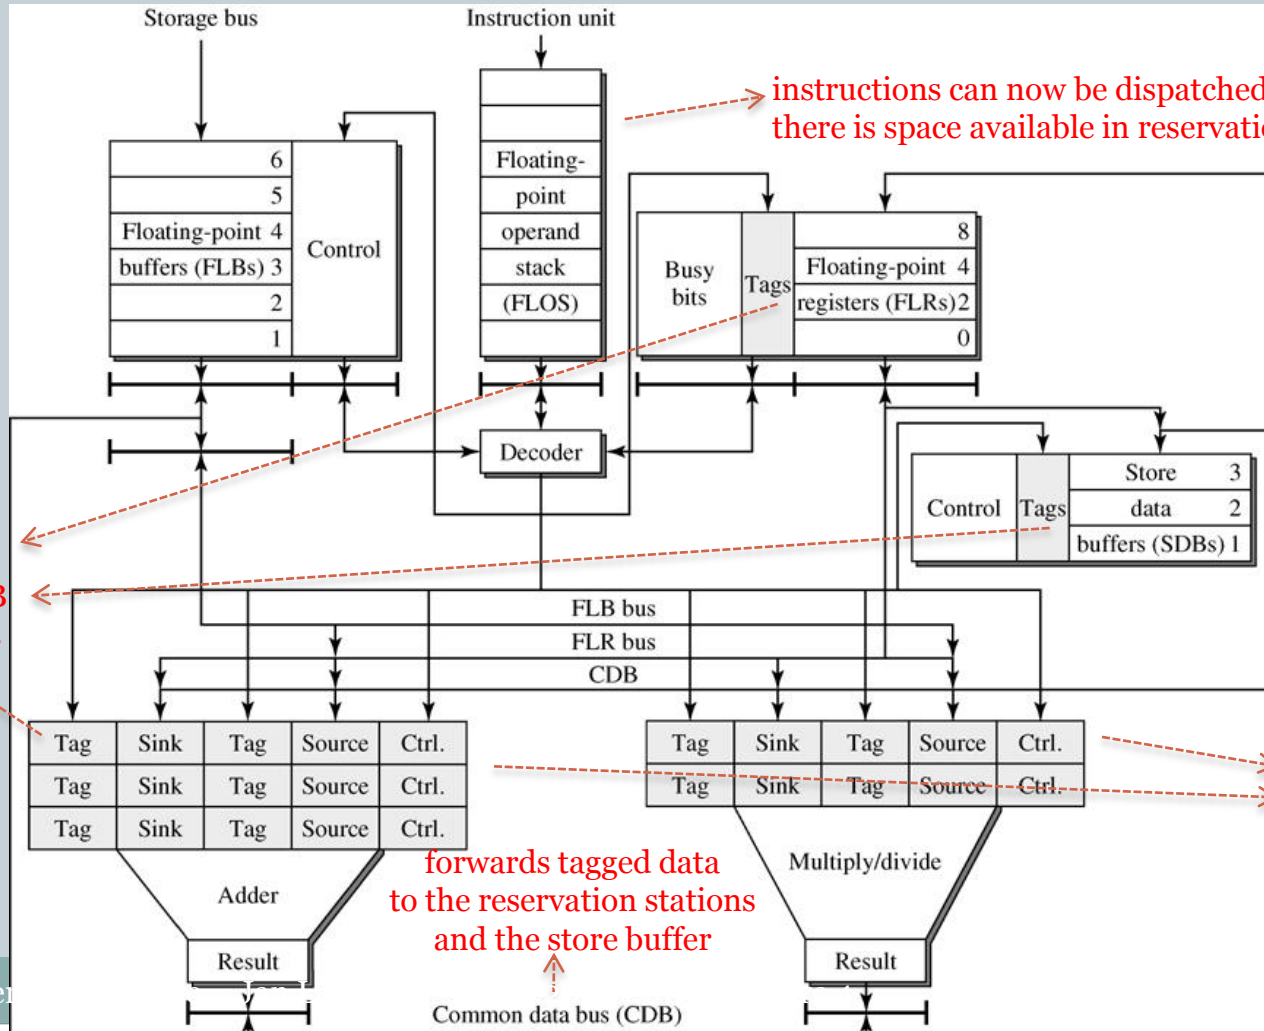 Storage bus
Instruction unit
instructions can now be dispatched
there is space available in
6
5
Floating-point 4
buffers (FLBs) 3
2
1
Control
Floating-
point
operand
stack
(FLOS)
Busy
bits
Tags
8
Floating-point 4
registers (FLRs) 2
0
Decoder
Control
Tags
Store 3
data 2
buffers (SDBs) 1
FLB bus
FLR bus
CDB
Tag Sink Tag Source Ctrl.
Tag Sink Tag Source Ctrl.
Tag Sink Tag Source Ctrl.
Tag Sink Tag Source Ctrl.
Tag Sink Tag Source Ctrl.
Adder
Multiply/divide
forwards tagged data
to the reservation stations
and the store buffer
Result
Result
Common data bus (CDB)